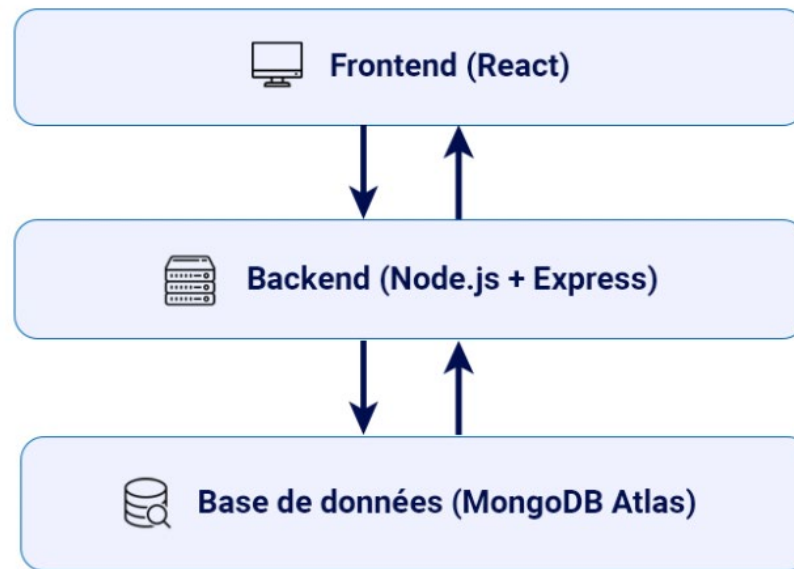 Frontend (React)
Backend (Node.js + Express)
Base de données (MongoDB Atlas)